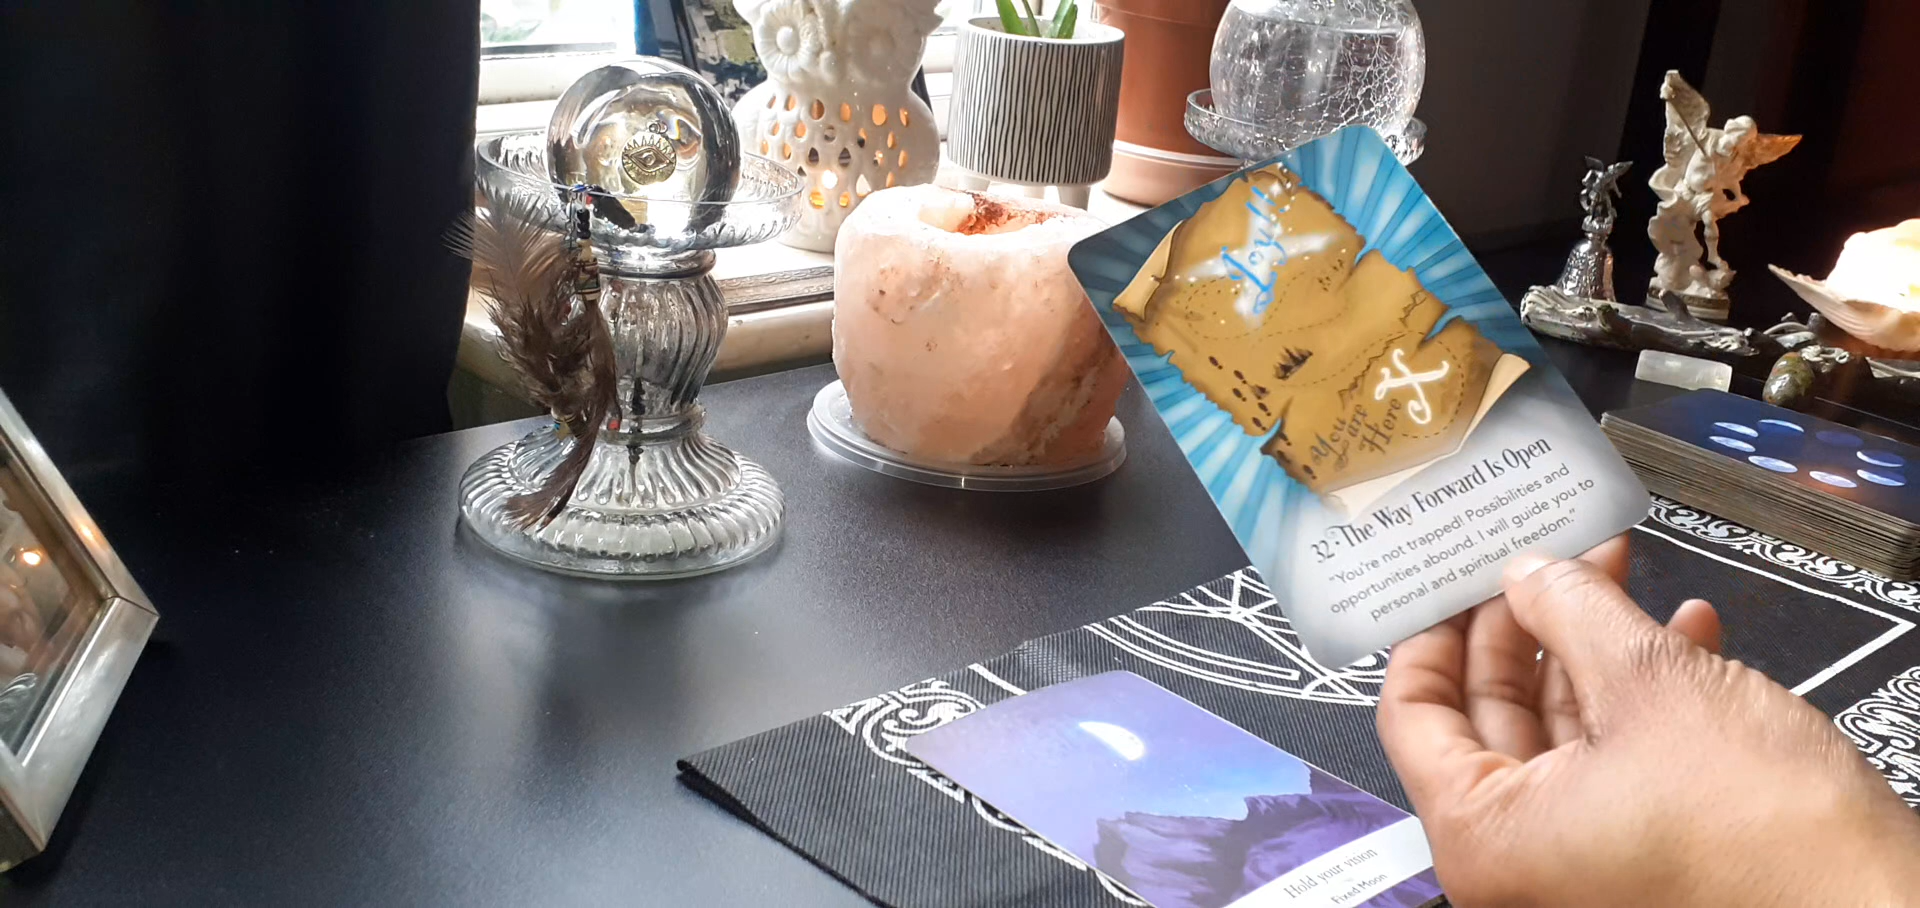 Joy!!
X
You
are
Here
32 · The Way Forward Is Open
"You're not trapped! Possibilities and
opportunities abound. I will guide you to
personal and spiritual freedom."
Hold your vision
Fixed Moon